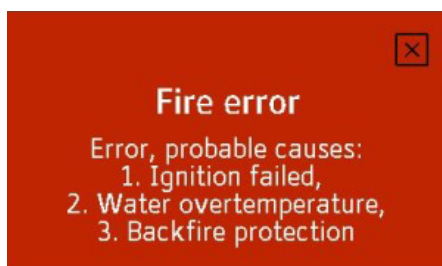 Fire error
Error, probable causes:
1. Ignition failed,
2. Water overtemperature,
3. Backfire protection